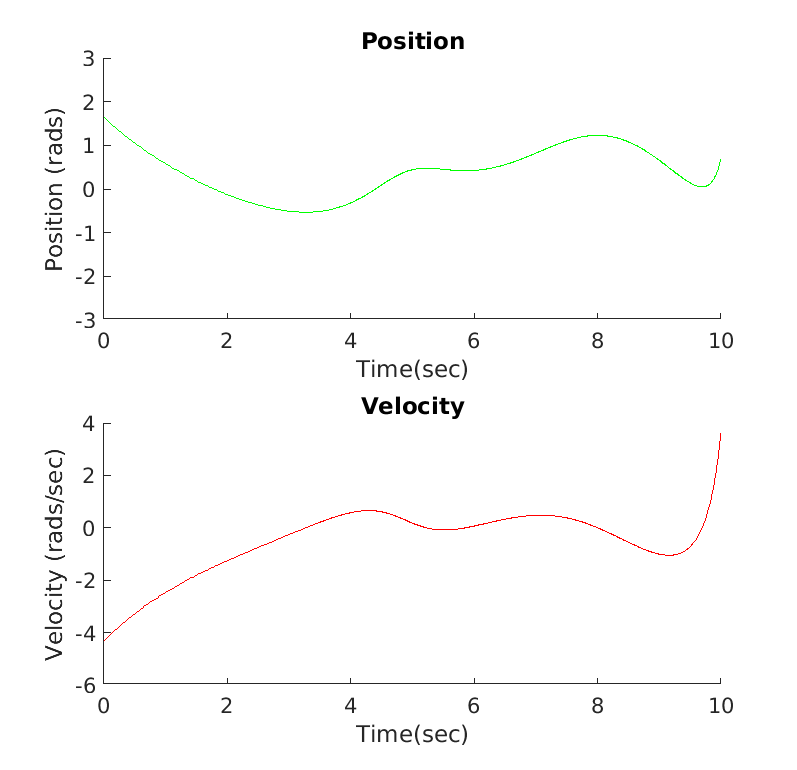 Position
3
2
1
0
-1
-2
-3
Position (rads)
0 2 4 6 8 10
Time(sec)
Velocity
4
2
0
-2
-4
-6
Velocity (rads/sec)
0 2 4 6 8 10
Time(sec)